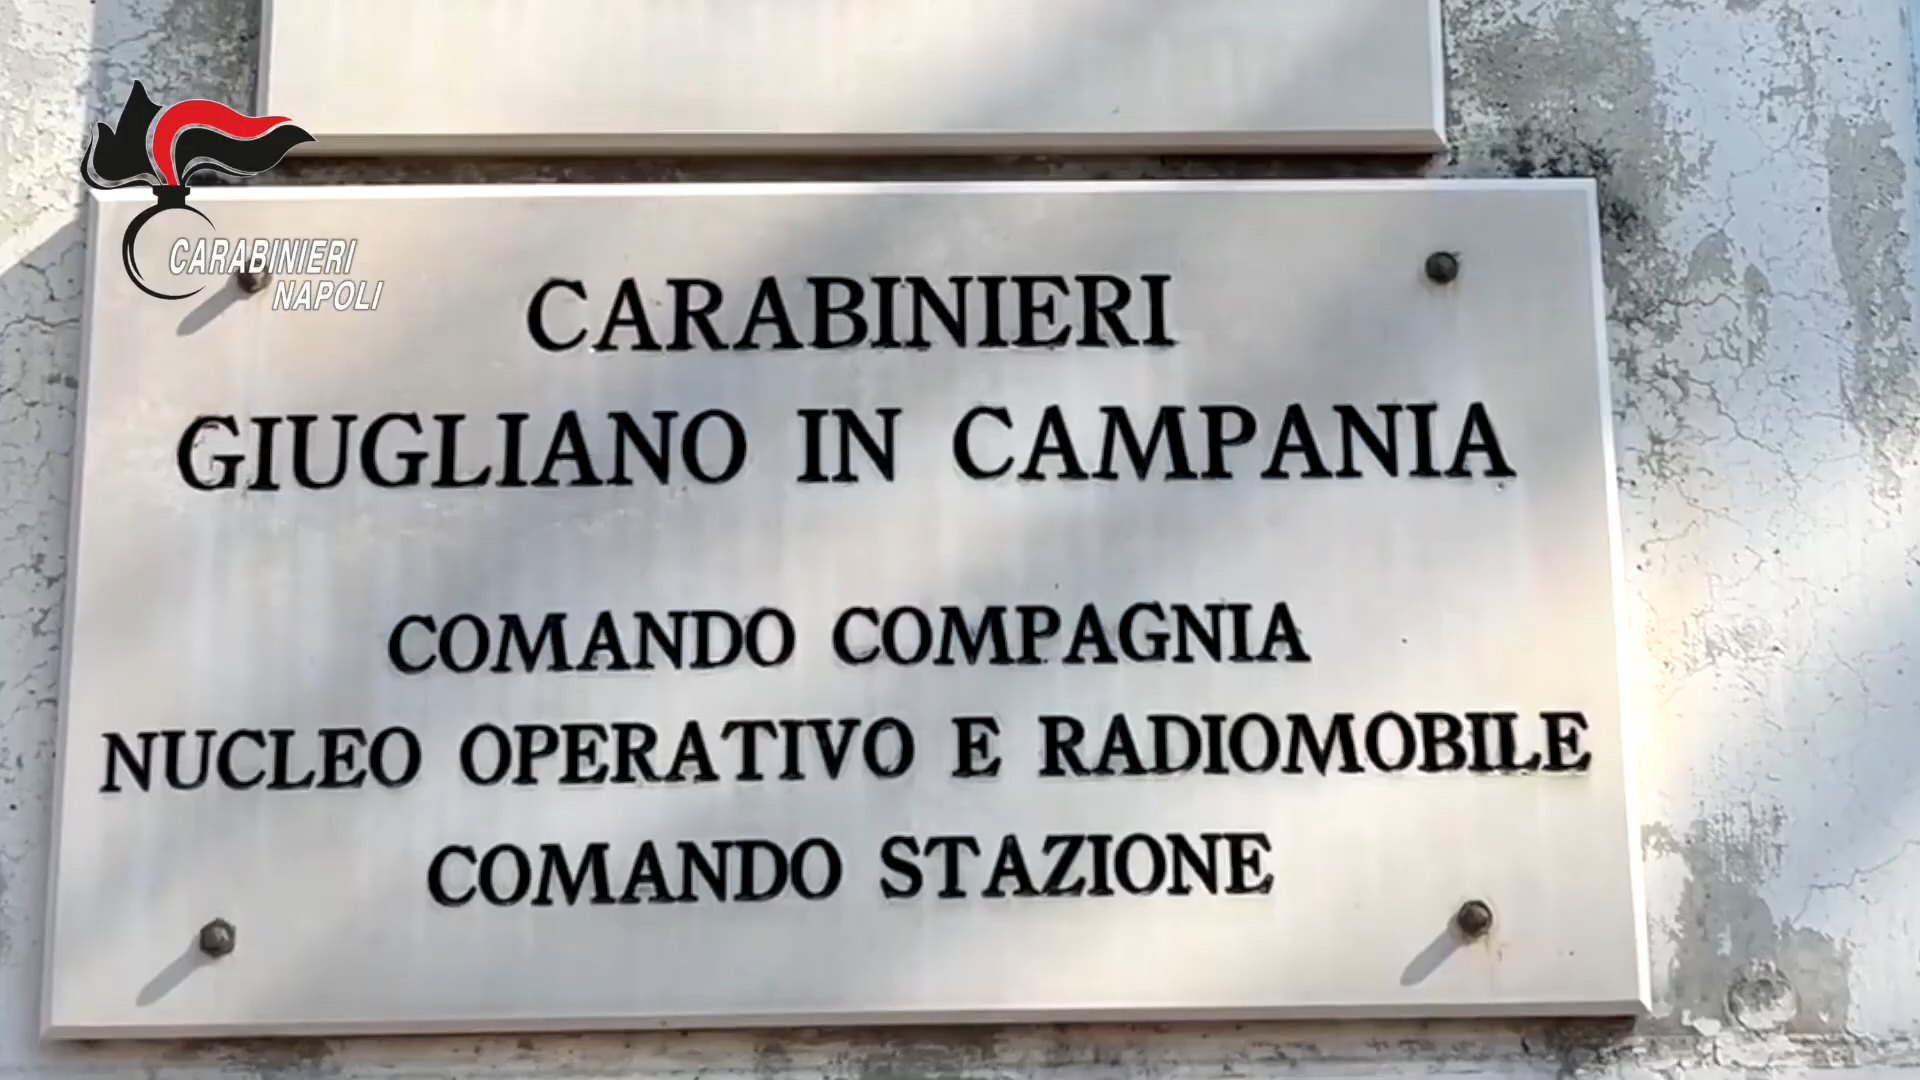 CARABINIERI
NAPOLI
CARABINIERI
GIUGLIANO IN CAMPANIA
COMANDO COMPAGNIA
NUCLEO OPERATIVO E RADIOMOBILE
COMANDO STAZIONE